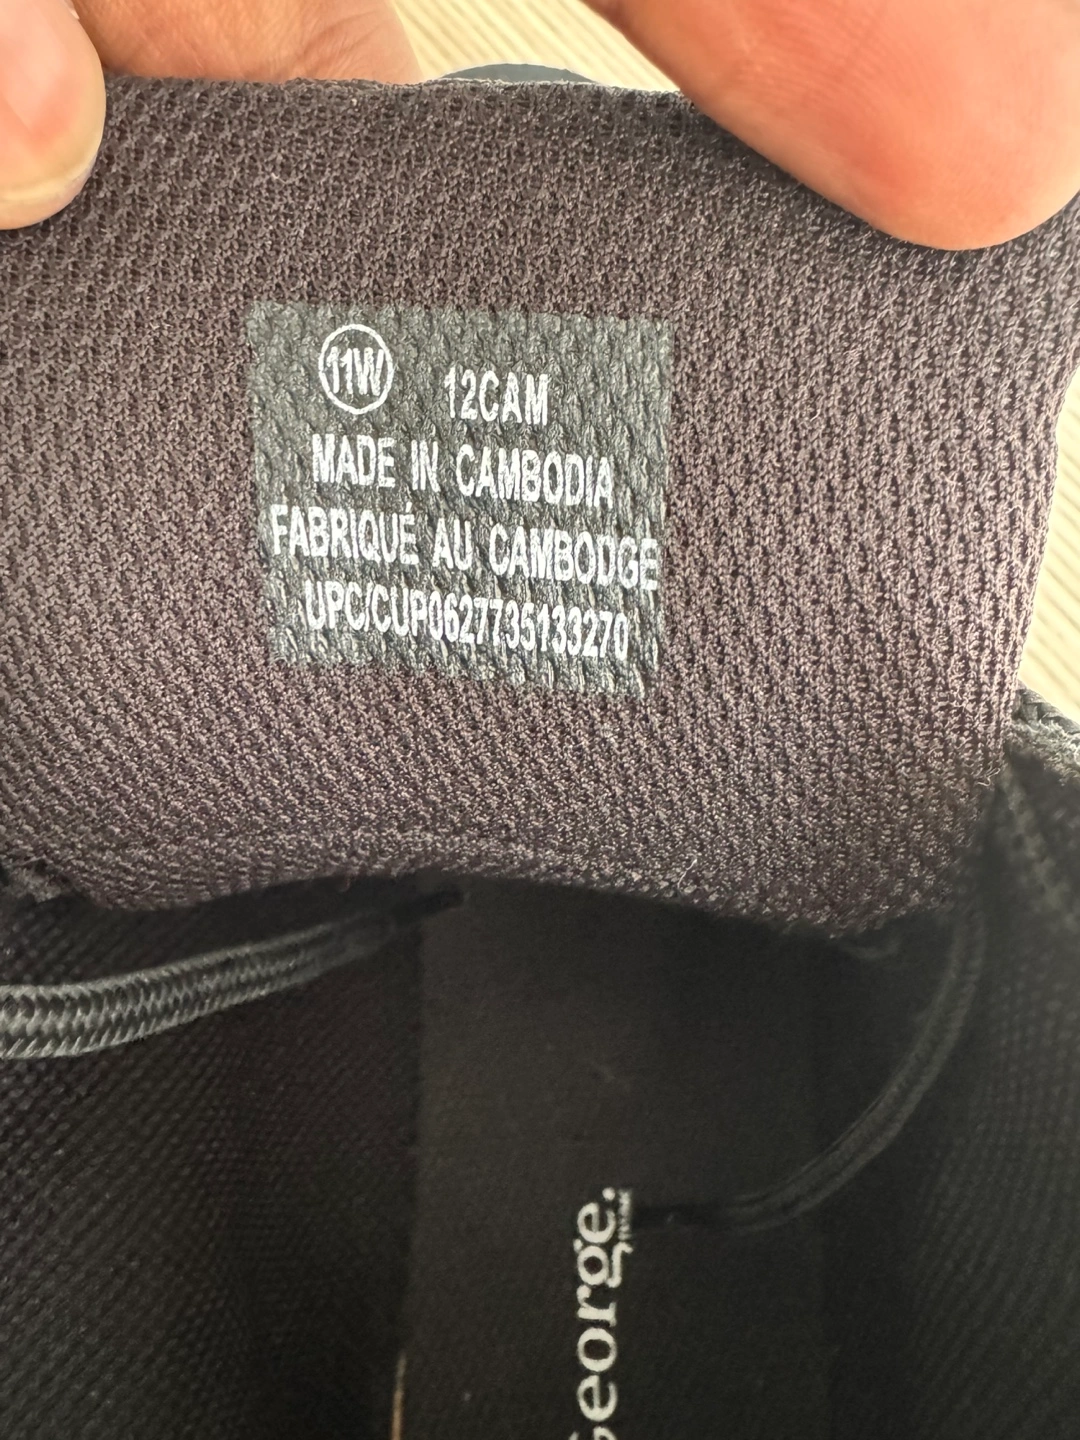 11W 12CAM
MADE IN CAMBODIA
FABRIQUÉ AU CAMBODGE
UPC/CUP0627735133270
George.